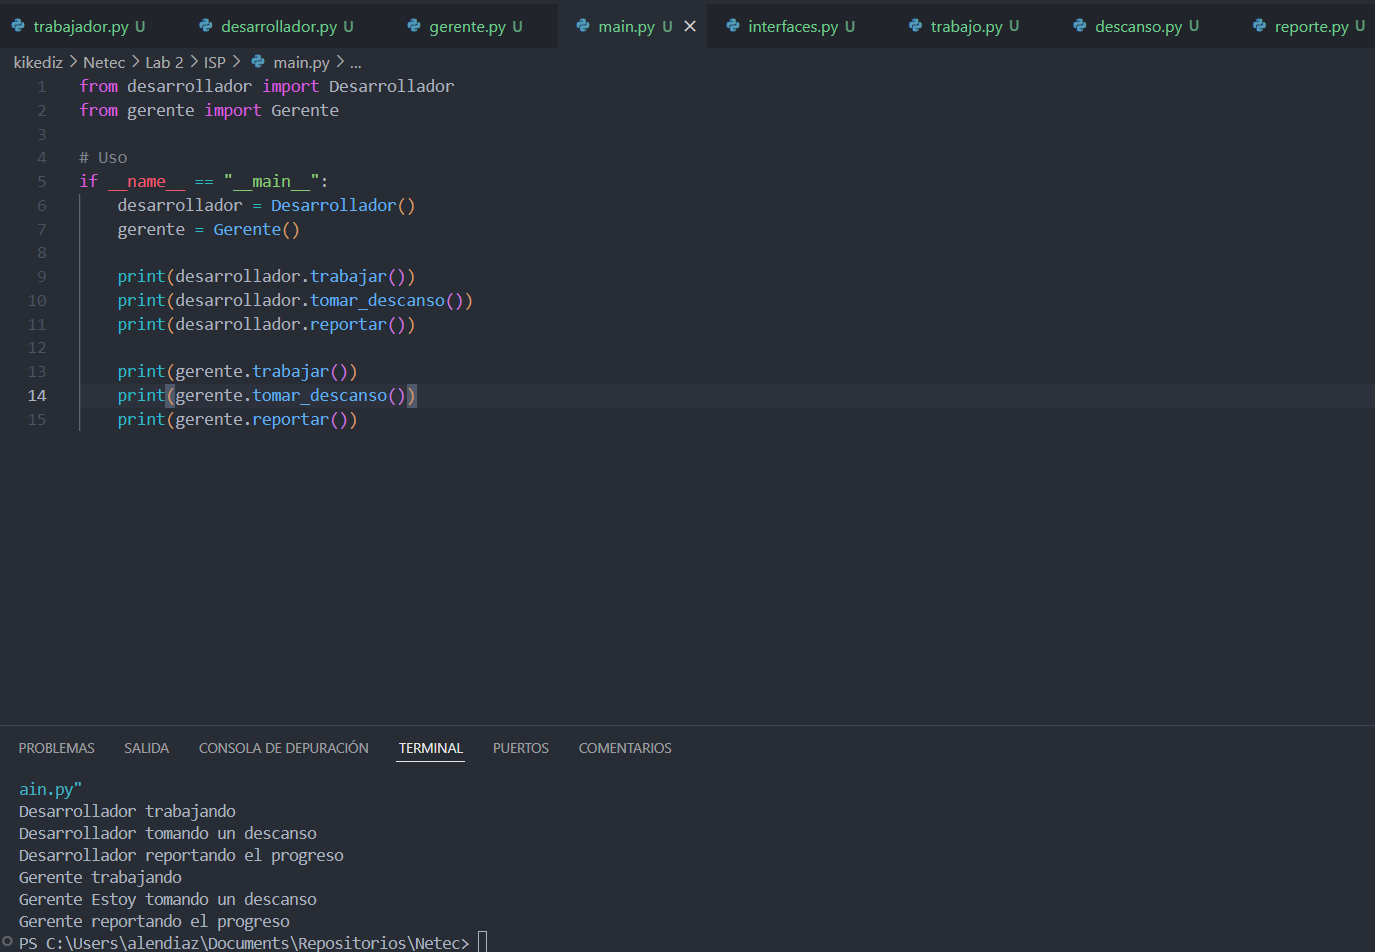 trabajador.py U desarrollador.py U gerente.py U main.py U interfaces.py U trabajo.py U descanso.py U reporte.py U
kikediz > Netec > Lab 2 > ISP > main.py > ...
1 from desarrollador import Desarrollador
2 from gerente import Gerente
3
4 # Uso
5 if __name__ == "__main__":
6     desarrollador = Desarrollador()
7     gerente = Gerente()
8
9     print(desarrollador.trabajar())
10     print(desarrollador.tomar_descanso())
11     print(desarrollador.reportar())
12
13     print(gerente.trabajar())
14     print(gerente.tomar_descanso())
15     print(gerente.reportar())
PROBLEMAS SALIDA CONSOLA DE DEPURACIÓN TERMINAL PUERTOS COMENTARIOS
ain.py"
Desarrollador trabajando
Desarrollador tomando un descanso
Desarrollador reportando el progreso
Gerente trabajando
Gerente Estoy tomando un descanso
Gerente reportando el progreso
PS C:\Users\alendiaz\Documents\Repositorios\Netec>